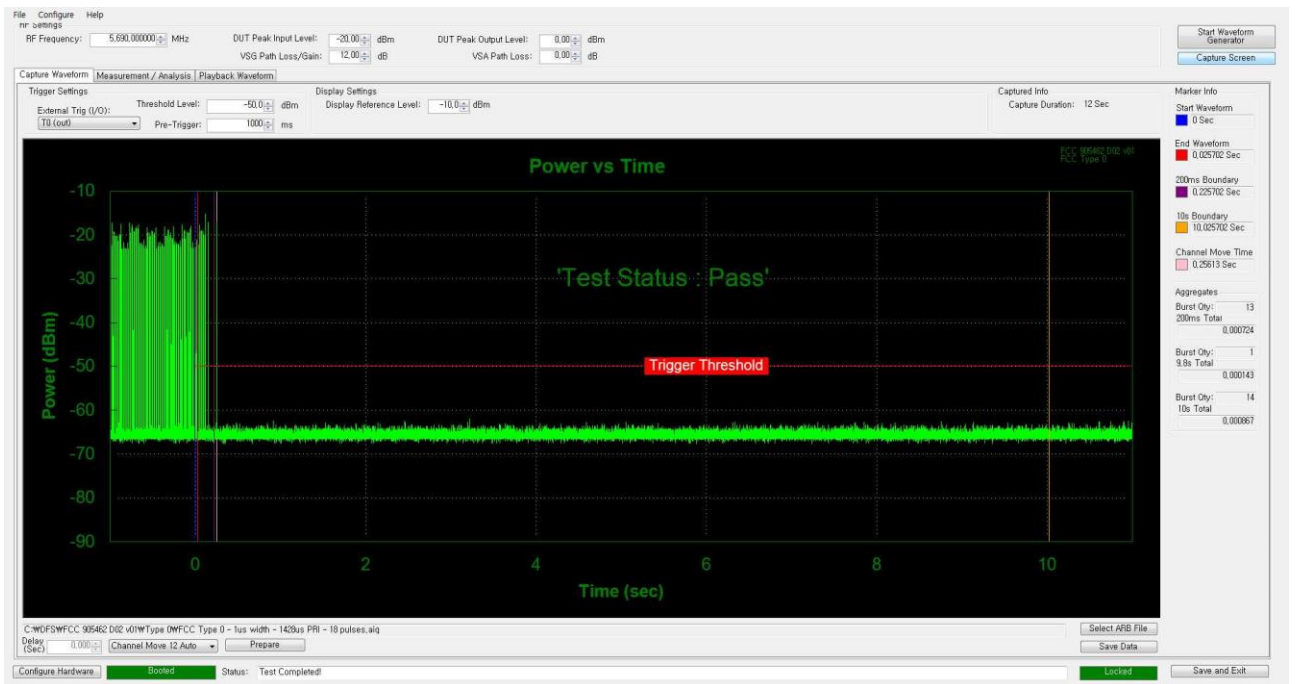 File Configure Help
RF Settings
RF Frequency: 5,690,000000 MHz DUT Peak Input Level: -20,00 dBm DUT Peak Output Level: 0,00 dBm
VSG Path Loss/Gain: 12,00 dB VSA Path Loss: 0,00 dB
Start Waveform Generator
Capture Screen
Capture Waveform Measurement / Analysis Playback Waveform
Trigger Settings
External Trig (I/O): Threshold Level: -50,0 dBm
T0 (out) Pre-Trigger: 1000 ms
Display Settings
Display Reference Level: -10,0 dBm
Captured Info
Capture Duration: 12 Sec
Marker Info
Start Waveform
0 Sec
End Waveform
0,025702 Sec
200ms Boundary
0,225702 Sec
10s Boundary
10,025702 Sec
Channel Move Time
0,25613 Sec
Aggregates
Burst Qty: 13
200ms Total
0,000724
Burst Qty: 1
9,8s Total
0,000143
Burst Qty: 14
10s Total
0,000867
FCC 905462 D02 v01
FCC Type 0
Power vs Time
'Test Status : Pass'
Trigger Threshold
Power (dBm)
-10
-20
-30
-40
-50
-60
-70
-80
-90
0 2 4 6 8 10
Time (sec)
C:₩DFS₩FCC 905462 D02 v01₩Type 0₩FCC Type 0 - 1us width - 1428us PRI - 18 pulses,aiq
Select ARB File
Delay (Sec) 0,000 Channel Move 12 Auto Prepare
Save Data
Configure Hardware Booted Status: Test Completed! Locked Save and Exit